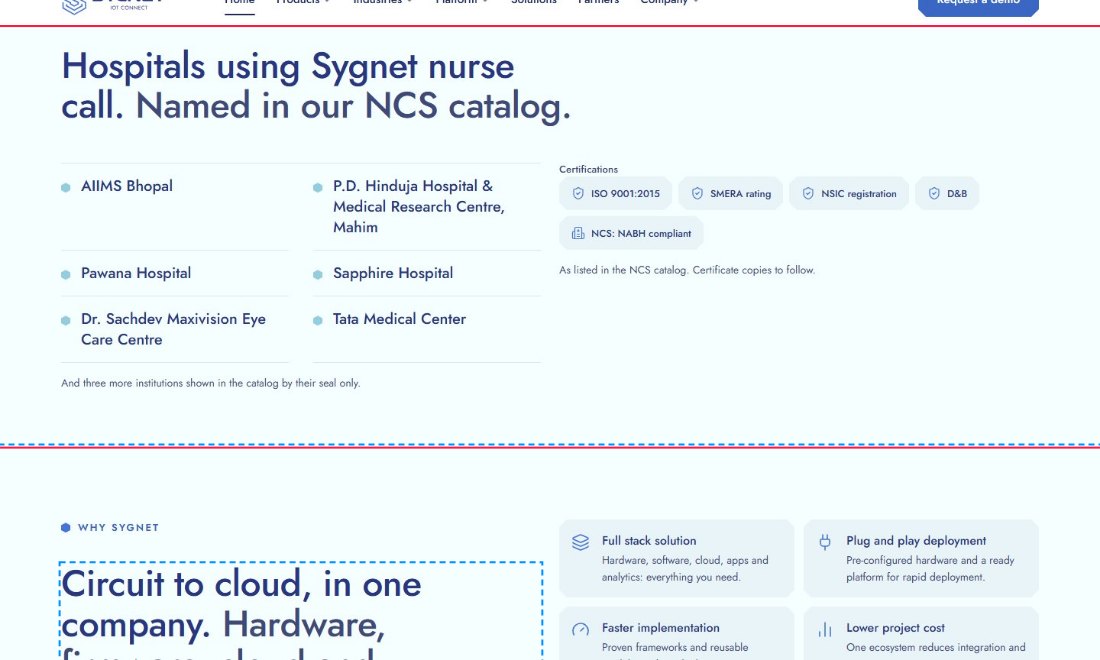 IOT CONNECT
Home
Products
Industries
Platform
Solutions
Partners
Company
Request a demo
Hospitals using Sygnet nurse
call. Named in our NCS catalog.
AIIMS Bhopal
P.D. Hinduja Hospital &
Medical Research Centre,
Mahim
Pawana Hospital
Sapphire Hospital
Dr. Sachdev Maxivision Eye
Care Centre
Tata Medical Center
And three more institutions shown in the catalog by their seal only.
Certifications
ISO 9001:2015
SMERA rating
NSIC registration
D&B
NCS: NABH compliant
As listed in the NCS catalog. Certificate copies to follow.
WHY SYGNET
Circuit to cloud, in one
company. Hardware,
Full stack solution
Hardware, software, cloud, apps and
analytics: everything you need.
Plug and play deployment
Pre-configured hardware and a ready
platform for rapid deployment.
Faster implementation
Proven frameworks and reusable
Lower project cost
One ecosystem reduces integration and